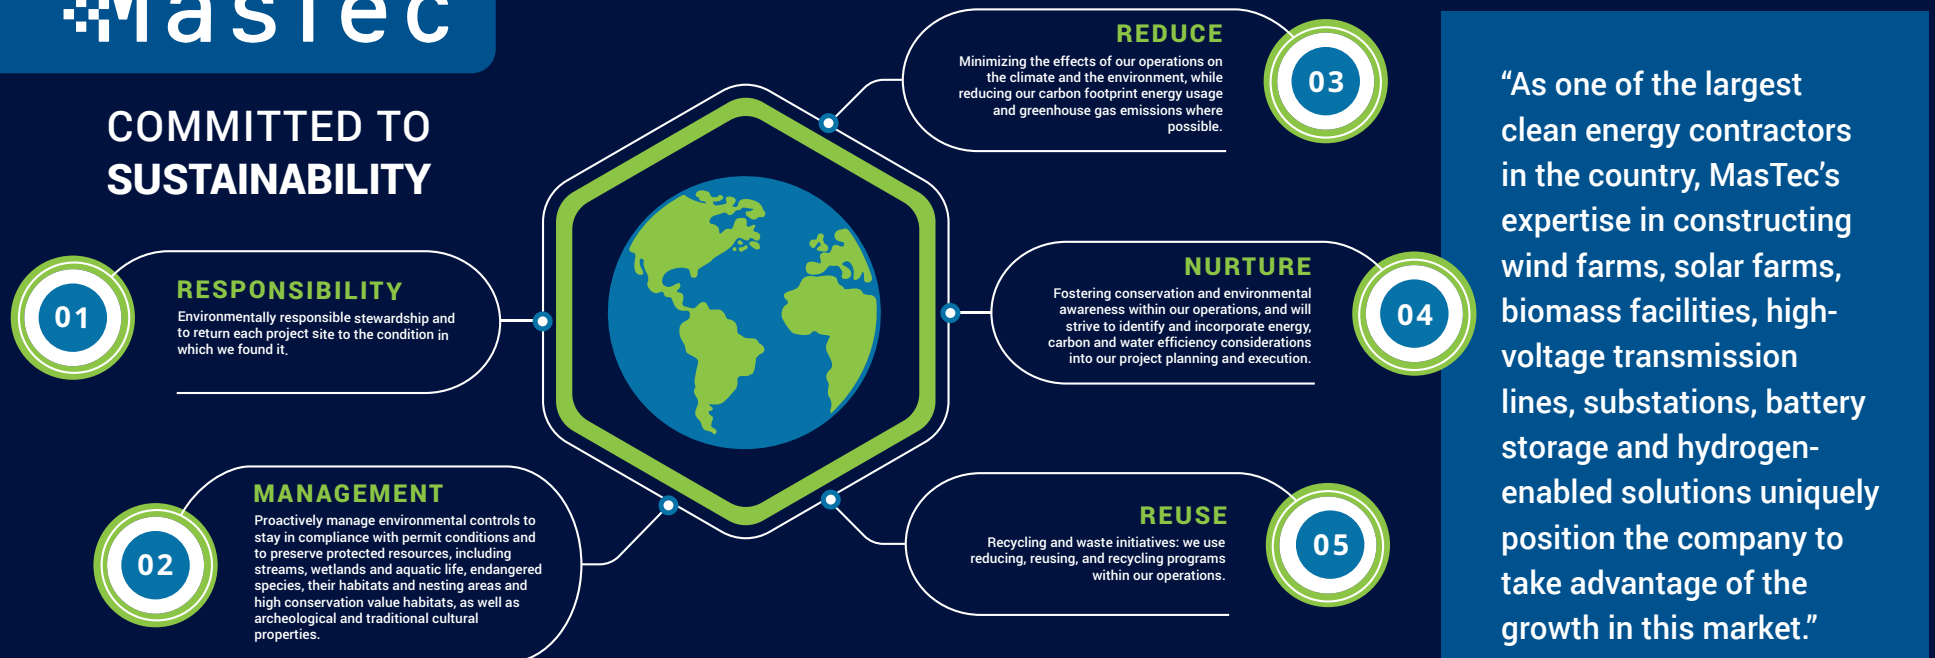 MasTec
COMMITTED TO
SUSTAINABILITY
01
RESPONSIBILITY
Environmentally responsible stewardship and
to return each project site to the condition in
which we found it.
02
MANAGEMENT
Proactively manage environmental controls to
stay in compliance with permit conditions and
to preserve protected resources, including
streams, wetlands and aquatic life, endangered
species, their habitats and nesting areas and
high conservation value habitats, as well as
archeological and traditional cultural
properties.
REDUCE
Minimizing the effects of our operations on
the climate and the environment, while
reducing our carbon footprint energy usage
and greenhouse gas emissions where
possible.
03
NURTURE
Fostering conservation and environmental
awareness within our operations, and will
strive to identify and incorporate energy,
carbon and water efficiency considerations
into our project planning and execution.
04
REUSE
Recycling and waste initiatives: we use
reducing, reusing, and recycling programs
within our operations.
05
“As one of the largest
clean energy contractors
in the country, MasTec’s
expertise in constructing
wind farms, solar farms,
biomass facilities, high-
voltage transmission
lines, substations, battery
storage and hydrogen-
enabled solutions uniquely
position the company to
take advantage of the
growth in this market.”